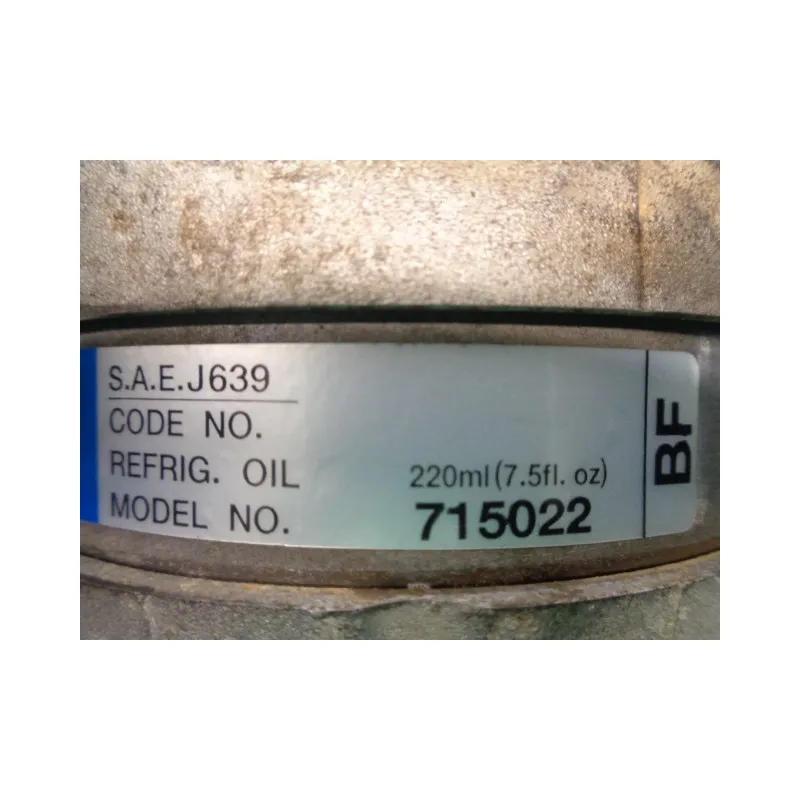 S.A.E.J639
CODE NO.
REFRIG. OIL 220ml(7.5fl. oz)
MODEL NO. 715022
BF